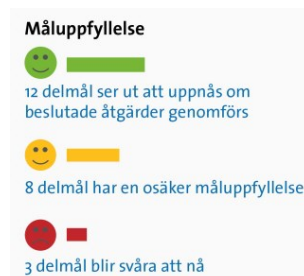 Måluppfyllelse
12 delmål ser ut att uppnås om
beslutade åtgärder genomförs
8 delmål har en osäker måluppfyllelse
3 delmål blir svåra att nå